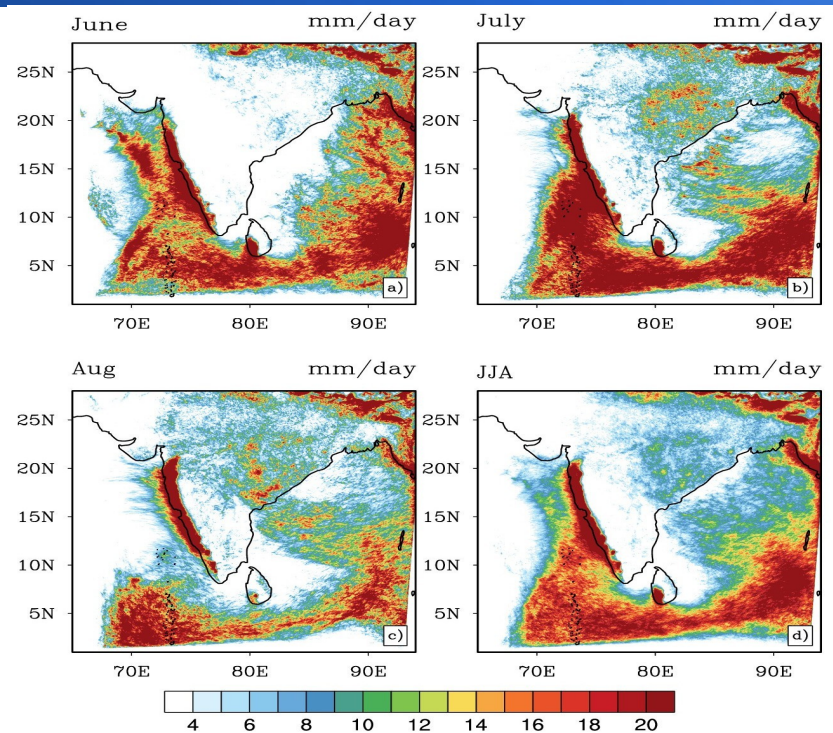 June mm/day
July mm/day
25N
20N
15N
10N
5N
a)
70E 80E 90E
25N
20N
15N
10N
5N
b)
70E 80E 90E
Aug mm/day
JJA mm/day
25N
20N
15N
10N
5N
c)
70E 80E 90E
25N
20N
15N
10N
5N
d)
70E 80E 90E
4 6 8 10 12 14 16 18 20